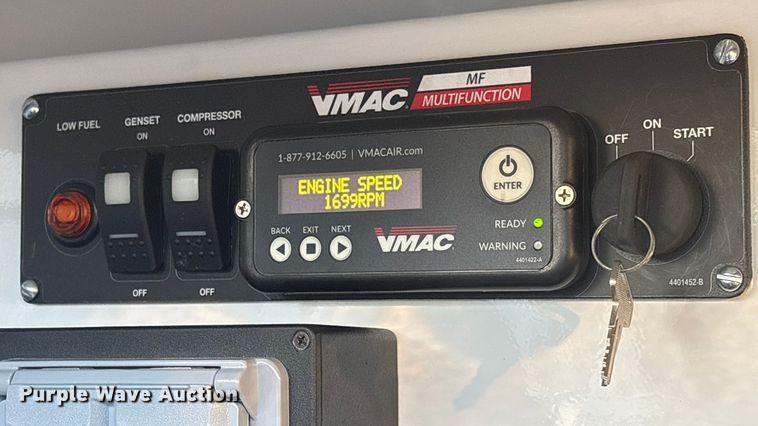 VMAC MF
MULTIFUNCTION
LOW FUEL GENSET COMPRESSOR
ON ON
OFF OFF
1-877-912-6605 | VMACAIR.com
ENGINE SPEED
1699RPM
ENTER
BACK EXIT NEXT
VMAC
READY
WARNING
4401422-A
OFF ON START
4401452-B
Purple Wave Auction